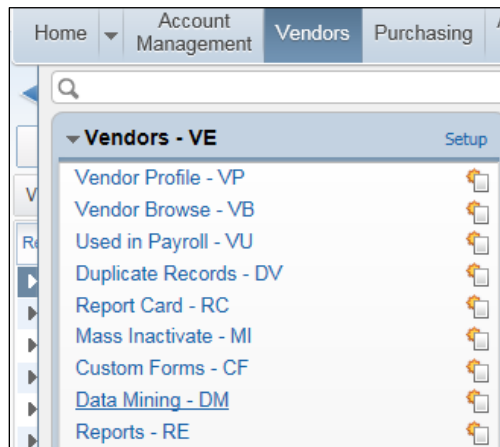 Home
Account
Management
Vendors
Purchasing
Vendors - VE
Setup
Vendor Profile - VP
Vendor Browse - VB
Used in Payroll - VU
Duplicate Records - DV
Report Card - RC
Mass Inactivate - MI
Custom Forms - CF
Data Mining - DM
Reports - RE